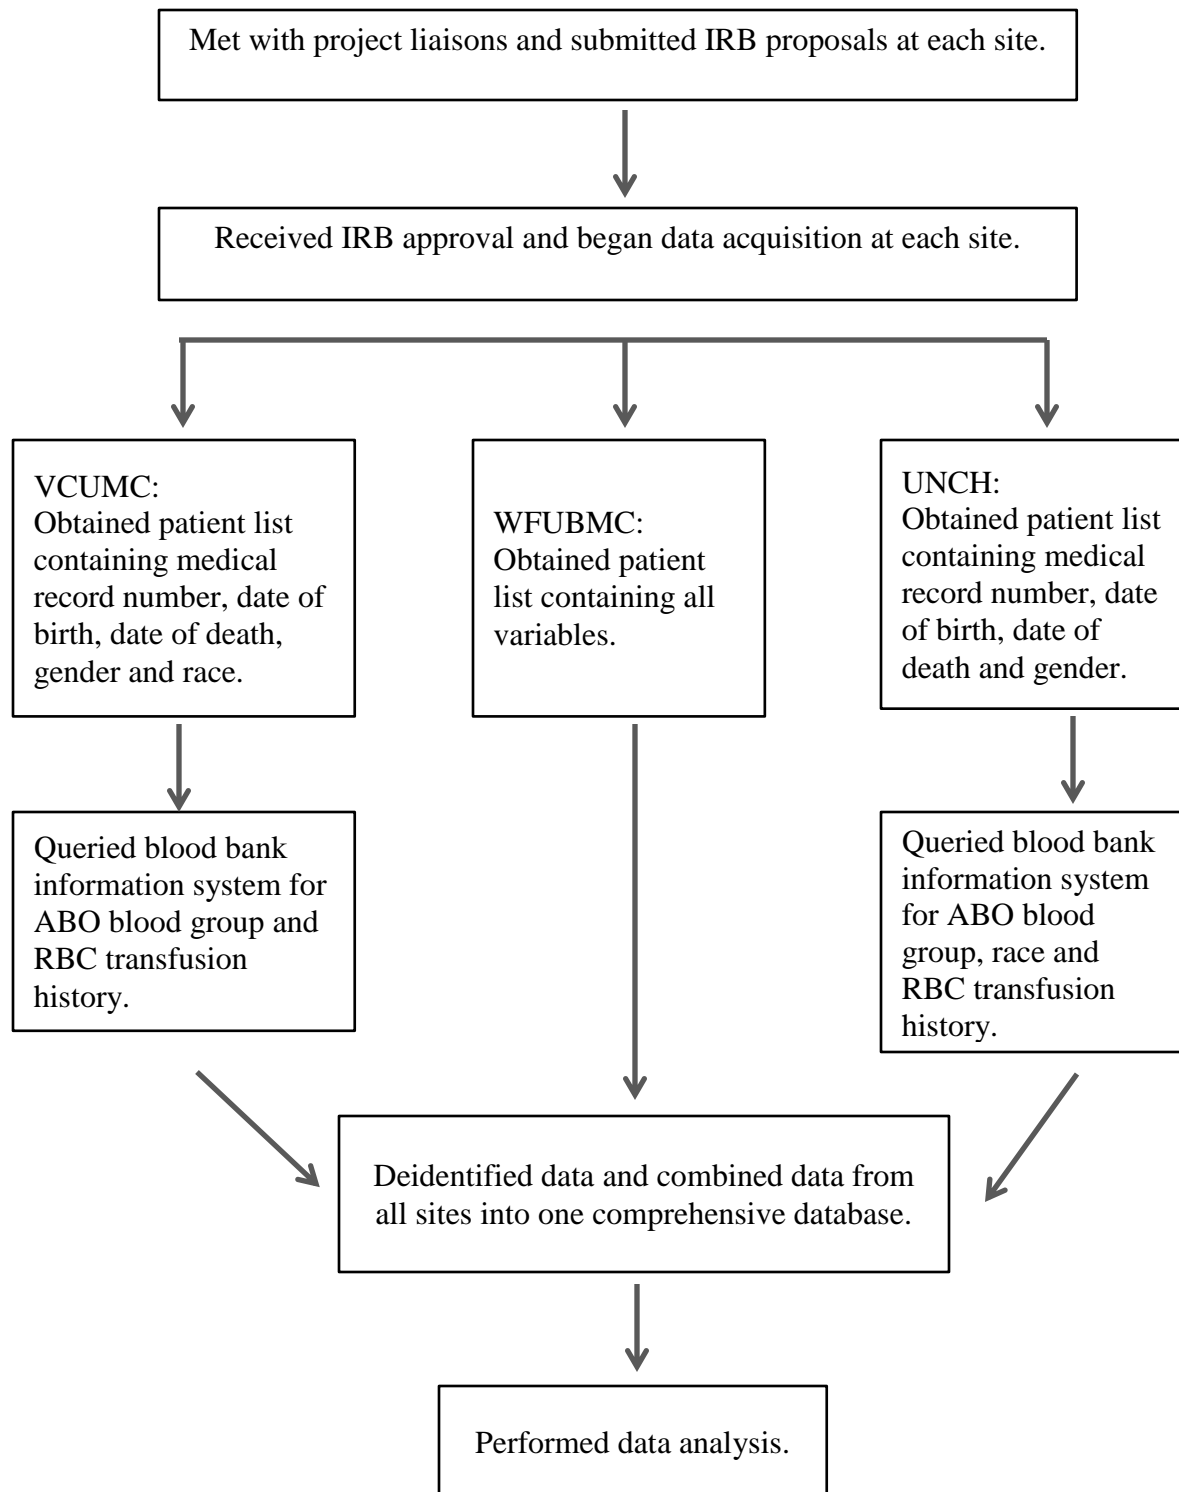 Met with project liaisons and submitted IRB proposals at each site.
Received IRB approval and began data acquisition at each site.
VCUMC:
Obtained patient list
containing medical
record number, date of
birth, date of death,
gender and race.
WFUBMC:
Obtained patient
list containing all
variables.
UNCH:
Obtained patient list
containing medical
record number, date
of birth, date of
death and gender.
Queried blood bank
information system for
ABO blood group and
RBC transfusion
history.
Queried blood bank
information system
for ABO blood
group, race and
RBC transfusion
history.
Deidentified data and combined data from
all sites into one comprehensive database.
Performed data analysis.